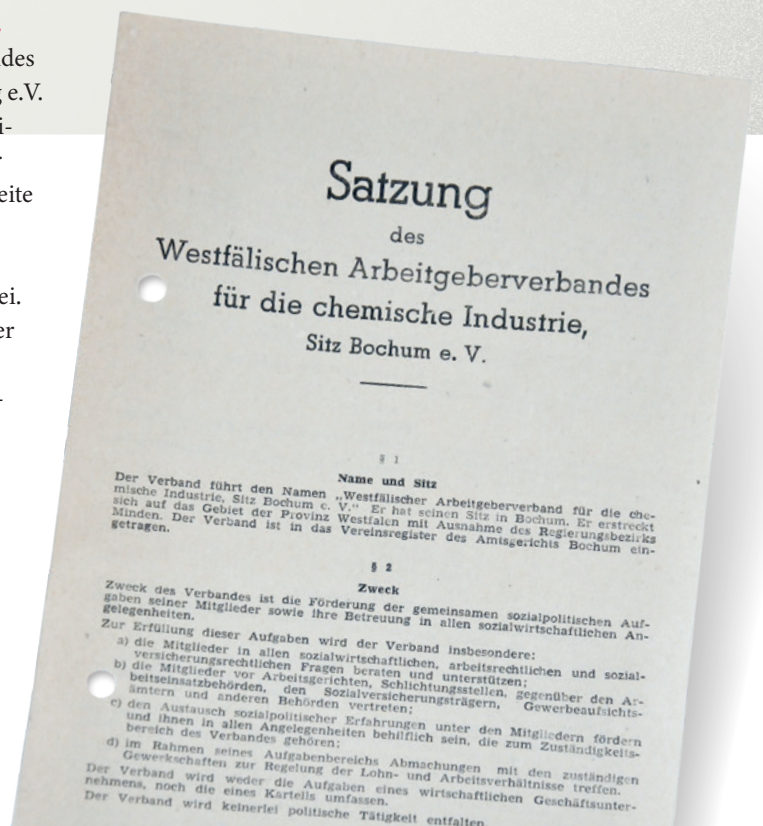 des
e.V.
i-
eite
ei.
er
-
Satzung
des
Westfälischen Arbeitgeberverbandes
für die chemische Industrie,
Sitz Bochum e. V.
§ 1
Name und Sitz
Der Verband führt den Namen „Westfälischer Arbeitgeberverband für die che-
mische Industrie, Sitz Bochum e. V.“ Er hat seinen Sitz in Bochum. Er erstreckt
sich auf das Gebiet der Provinz Westfalen mit Ausnahme des Regierungsbezirks
Minden. Der Verband ist in das Vereinsregister des Amtsgerichts Bochum ein-
getragen.
§ 2
Zweck
Zweck des Verbandes ist die Förderung der gemeinsamen sozialpolitischen Auf-
gaben seiner Mitglieder sowie ihre Betreuung in allen sozialwirtschaftlichen An-
gelegenheiten.
Zur Erfüllung dieser Aufgaben wird der Verband insbesondere:
a) die Mitglieder in allen sozialwirtschaftlichen, arbeitsrechtlichen und sozial-
versicherungsrechtlichen Fragen beraten und unterstützen;
b) die Mitglieder vor Arbeitsgerichten, Schlichtungsstellen, gegenüber den Ar-
beitseinsatzbehörden, den Sozialversicherungsträgern, Gewerbeaufsichts-
ämtern und anderen Behörden vertreten;
c) den Austausch sozialpolitischer Erfahrungen unter den Mitgliedern fördern
und ihnen in allen Angelegenheiten behilflich sein, die zum Zuständigkeits-
bereich des Verbandes gehören;
d) im Rahmen seines Aufgabenbereichs Abmachungen mit den zuständigen
Gewerkschaften zur Regelung der Lohn- und Arbeitsverhältnisse treffen.
Der Verband wird weder die Aufgaben eines wirtschaftlichen Geschäftsunter-
nehmens, noch die eines Kartells umfassen.
Der Verband wird keinerlei politische Tätigkeit entfalten.